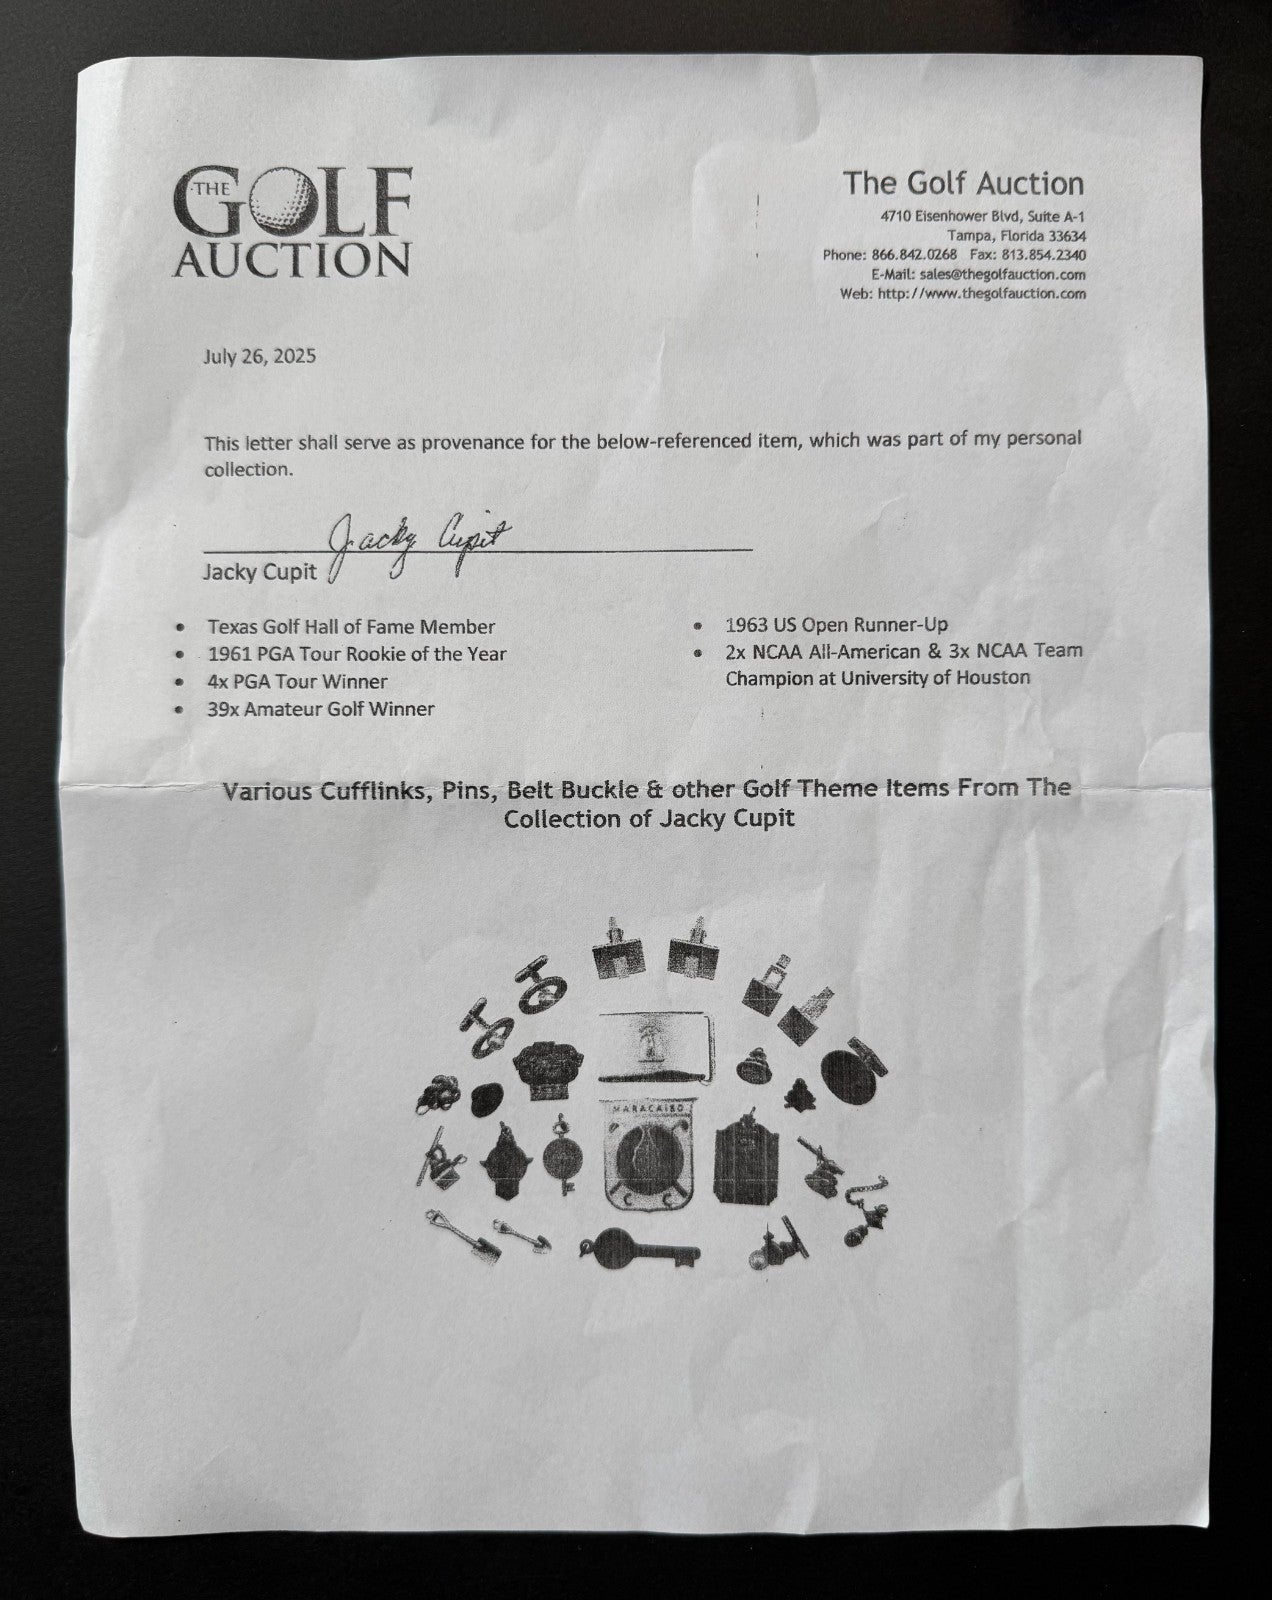 THE
GOLF
AUCTION
The Golf Auction
4710 Eisenhower Blvd, Suite A-1
Tampa, Florida 33634
Phone: 866.842.0268 Fax: 813.854.2340
E-Mail: sales@thegolfauction.com
Web: http://www.thegolfauction.com
July 26, 2025
This letter shall serve as provenance for the below-referenced item, which was part of my personal
collection.
Jacky Cupit
Jacky Cupit
• Texas Golf Hall of Fame Member
• 1961 PGA Tour Rookie of the Year
• 4x PGA Tour Winner
• 39x Amateur Golf Winner
• 1963 US Open Runner-Up
• 2x NCAA All-American & 3x NCAA Team
Champion at University of Houston
Various Cufflinks, Pins, Belt Buckle & other Golf Theme Items From The
Collection of Jacky Cupit
MARACAIBO
C C